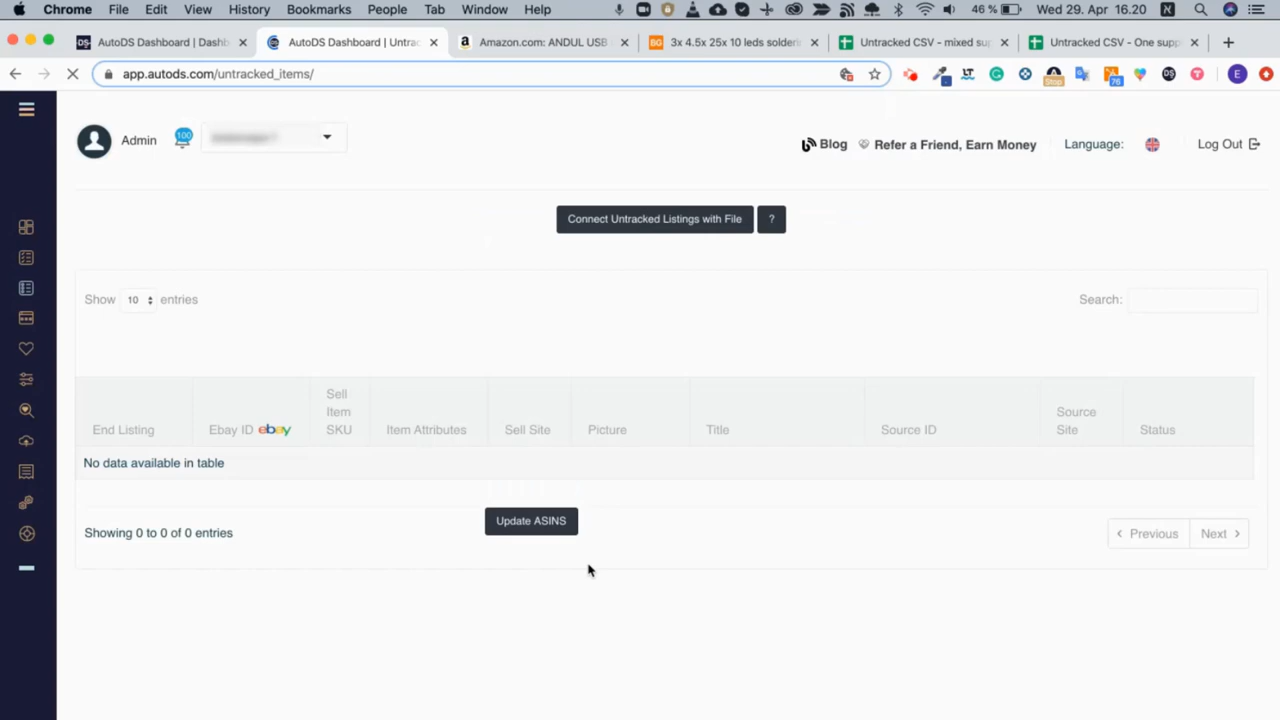 Chrome File Edit View History Bookmarks People Tab Window Help 46 % Wed 29. Apr 16.20
AutoDS Dashboard | Dashb AutoDS Dashboard | Untrac Amazon.com: ANDUL USB 3x 4.5x 25x 10 leds solderin Untracked CSV - mixed sup Untracked CSV - One supp
app.autods.com/untracked_items/
Admin 100 Blog Refer a Friend, Earn Money Language: Log Out
Connect Untracked Listings with File ?
Show 10 entries Search:
End Listing Ebay ID ebay Sell Item SKU Item Attributes Sell Site Picture Title Source ID Source Site Status
No data available in table
Showing 0 to 0 of 0 entries Update ASINS Previous Next